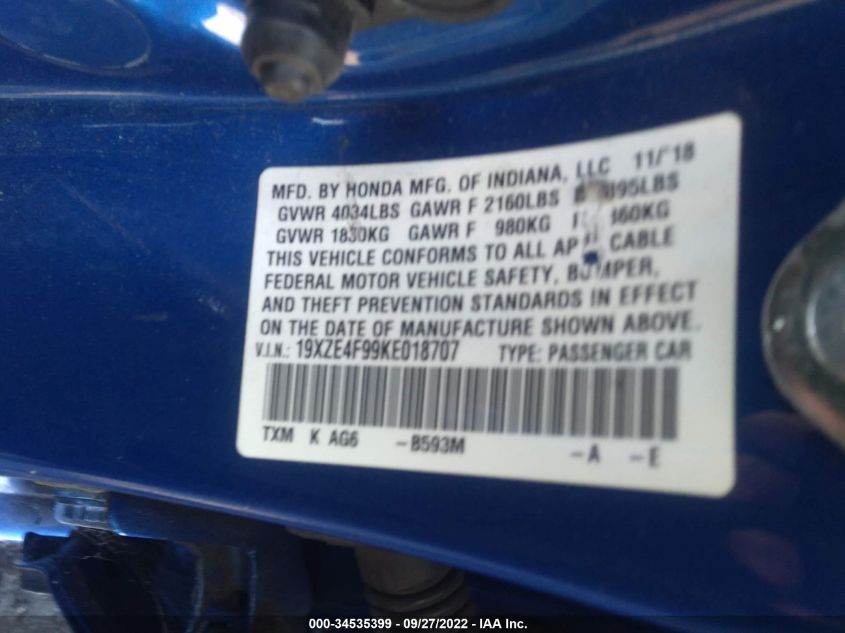 MFD. BY HONDA MFG. OF INDIANA, LLC 11/18
GVWR 4034LBS GAWR F 2160LBS
GVWR 1830KG GAWR F 980KG
THIS VEHICLE CONFORMS TO ALL
FEDERAL MOTOR VEHICLE SAFETY, BUMPER,
AND THEFT PREVENTION STANDARDS IN EFFECT
ON THE DATE OF MANUFACTURE SHOWN ABOVE.
V.I.N.: 19XZE4F99KE018707 TYPE: PASSENGER CAR
TXM K AG6 -B593M -A -E
000-34535399 - 09/27/2022 - IAA Inc.